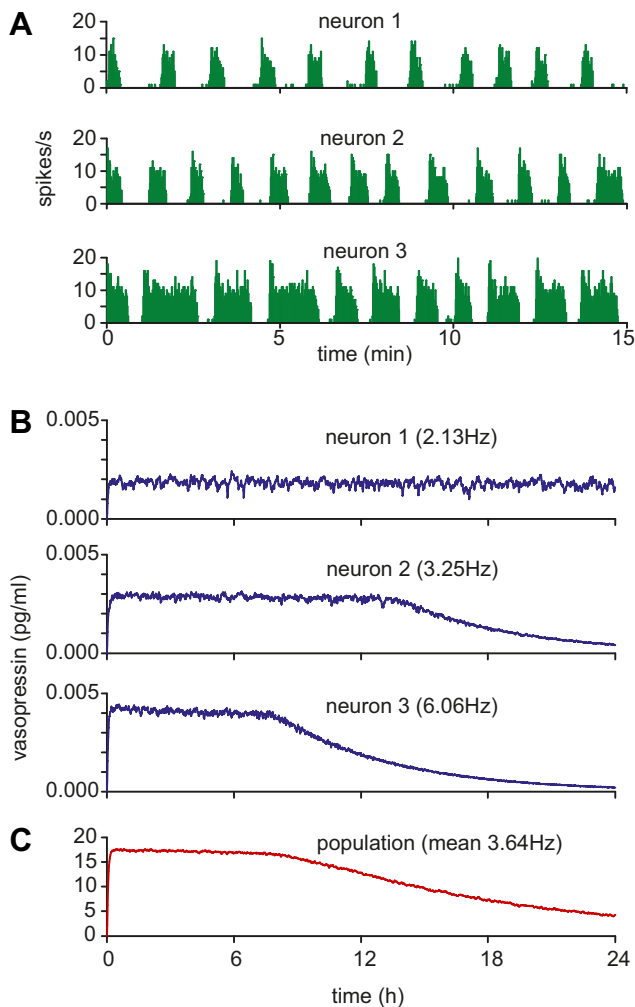 A
neuron 1
20
10
0
neuron 2
20
10
0
spikes/s
neuron 3
20
10
0
0 5 10 15
time (min)
B
0.005
neuron 1 (2.13Hz)
0.000
0.005
neuron 2 (3.25Hz)
0.000
vasopressin (pg/ml)
0.005
neuron 3 (6.06Hz)
0.000
C
population (mean 3.64Hz)
20
15
10
5
0
0 6 12 18 24
time (h)